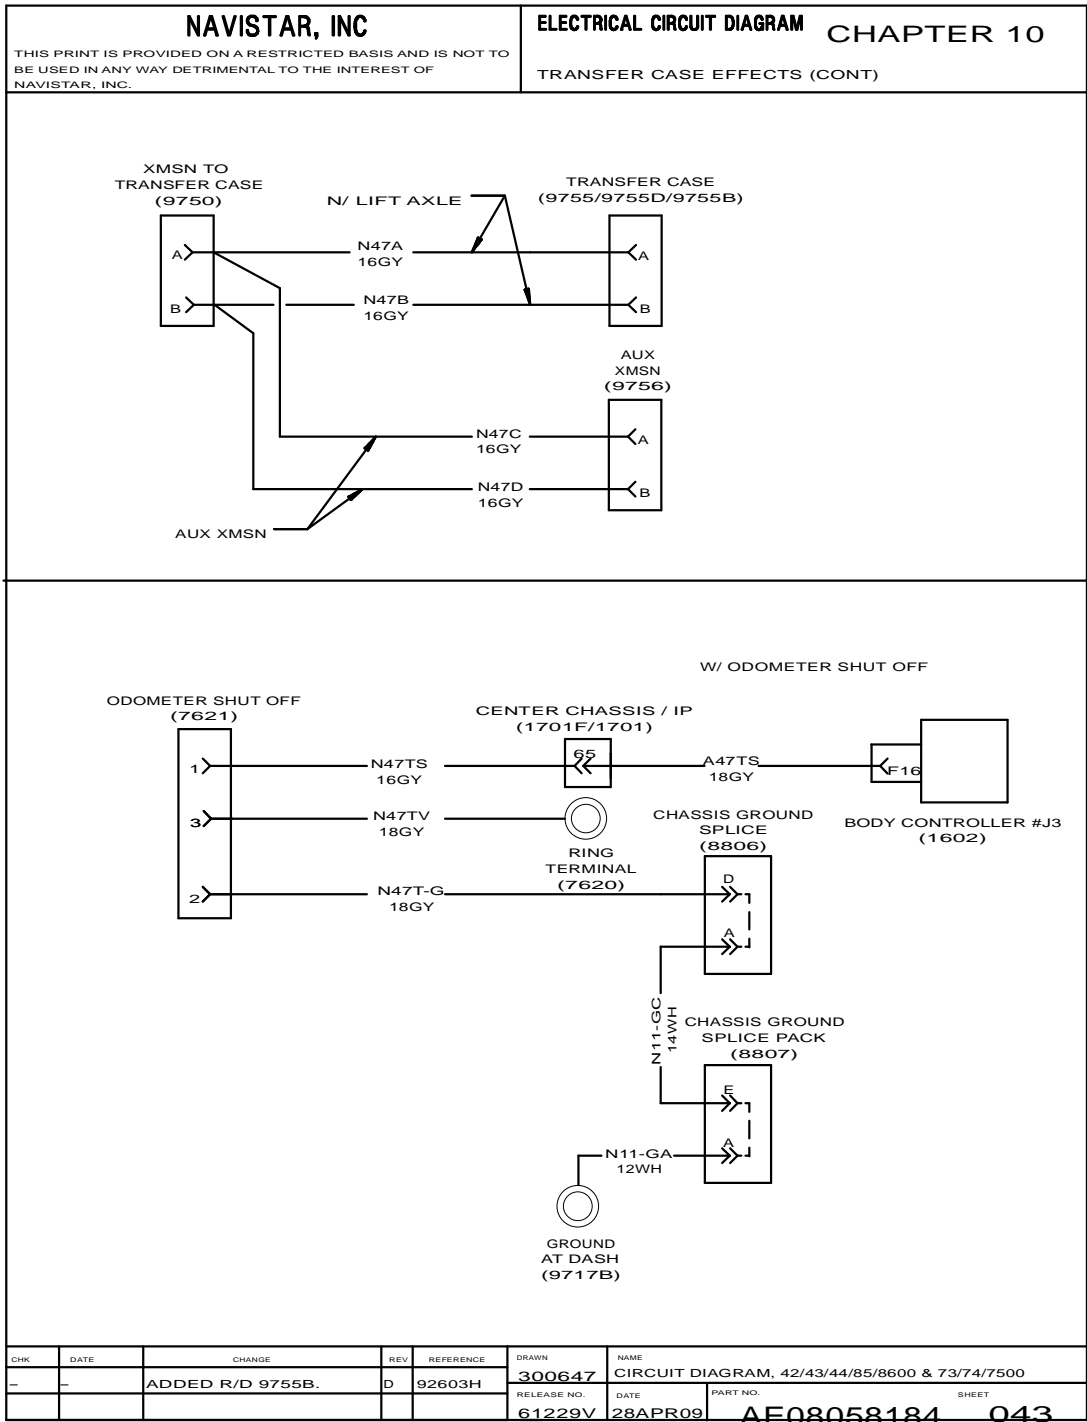 NAVISTAR, INC
THIS PRINT IS PROVIDED ON A RESTRICTED BASIS AND IS NOT TO
BE USED IN ANY WAY DETRIMENTAL TO THE INTEREST OF
NAVISTAR, INC.
ELECTRICAL CIRCUIT DIAGRAM
CHAPTER 10
TRANSFER CASE EFFECTS (CONT)
XMSN TO
TRANSFER CASE
(9750)
N/ LIFT AXLE
TRANSFER CASE
(9755/9755D/9755B)
A
N47A
16GY
A
B
N47B
16GY
B
AUX
XMSN
(9756)
N47C
16GY
A
N47D
16GY
B
AUX XMSN
W/ ODOMETER SHUT OFF
ODOMETER SHUT OFF
(7621)
CENTER CHASSIS / IP
(1701F/1701)
1
N47TS
16GY
65
A47TS
18GY
F16
BODY CONTROLLER #J3
(1602)
3
N47TV
18GY
RING
TERMINAL
(7620)
CHASSIS GROUND
SPLICE
(8806)
2
N47T-G
18GY
D
A
N11-GC
14WH
CHASSIS GROUND
SPLICE PACK
(8807)
E
A
N11-GA
12WH
GROUND
AT DASH
(9717B)
CHK
DATE
CHANGE
REV
REFERENCE
DRAWN
NAME
–
–
ADDED R/D 9755B.
D
92603H
300647
CIRCUIT DIAGRAM, 42/43/44/85/8600 & 73/74/7500
RELEASE NO.
DATE
PART NO.
SHEET
61229V
28APR09
AF08058184
043